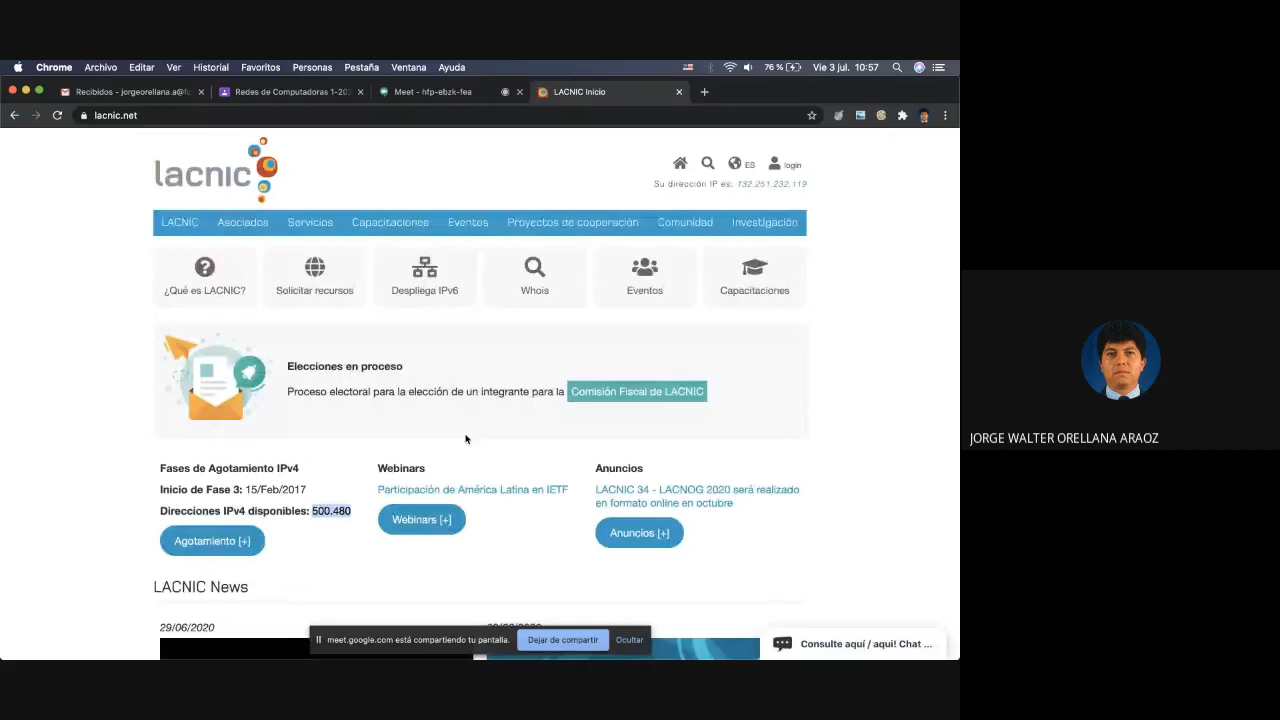 Chrome Archivo Editar Ver Historial Favoritos Personas Pestaña Ventana Ayuda 76 % Vie 3 jul. 10:57
Recibidos - jorgeorellana.a@fc × Redes de Computadoras 1-202 × Meet - hfp-ebzk-fea × LACNIC Inicio × +
lacnic.net
lacnic
ES login
Su dirección IP es: 132.251.232.119
LACNIC Asociados Servicios Capacitaciones Eventos Proyectos de cooperación Comunidad Investigación
¿Qué es LACNIC? Solicitar recursos Despliega IPv6 Whois Eventos Capacitaciones
Elecciones en proceso
Proceso electoral para la elección de un integrante para la Comisión Fiscal de LACNIC
JORGE WALTER ORELLANA ARAOZ
Fases de Agotamiento IPv4 Webinars Anuncios
Inicio de Fase 3: 15/Feb/2017 Participación de América Latina en IETF LACNIC 34 - LACNOG 2020 será realizado
en formato online en octubre
Direcciones IPv4 disponibles: 500.480
Webinars [+]
Agotamiento [+] Anuncios [+]
LACNIC News
29/06/2020
meet.google.com está compartiendo tu pantalla. Dejar de compartir Ocultar
Consulte aquí / aqui! Chat ...